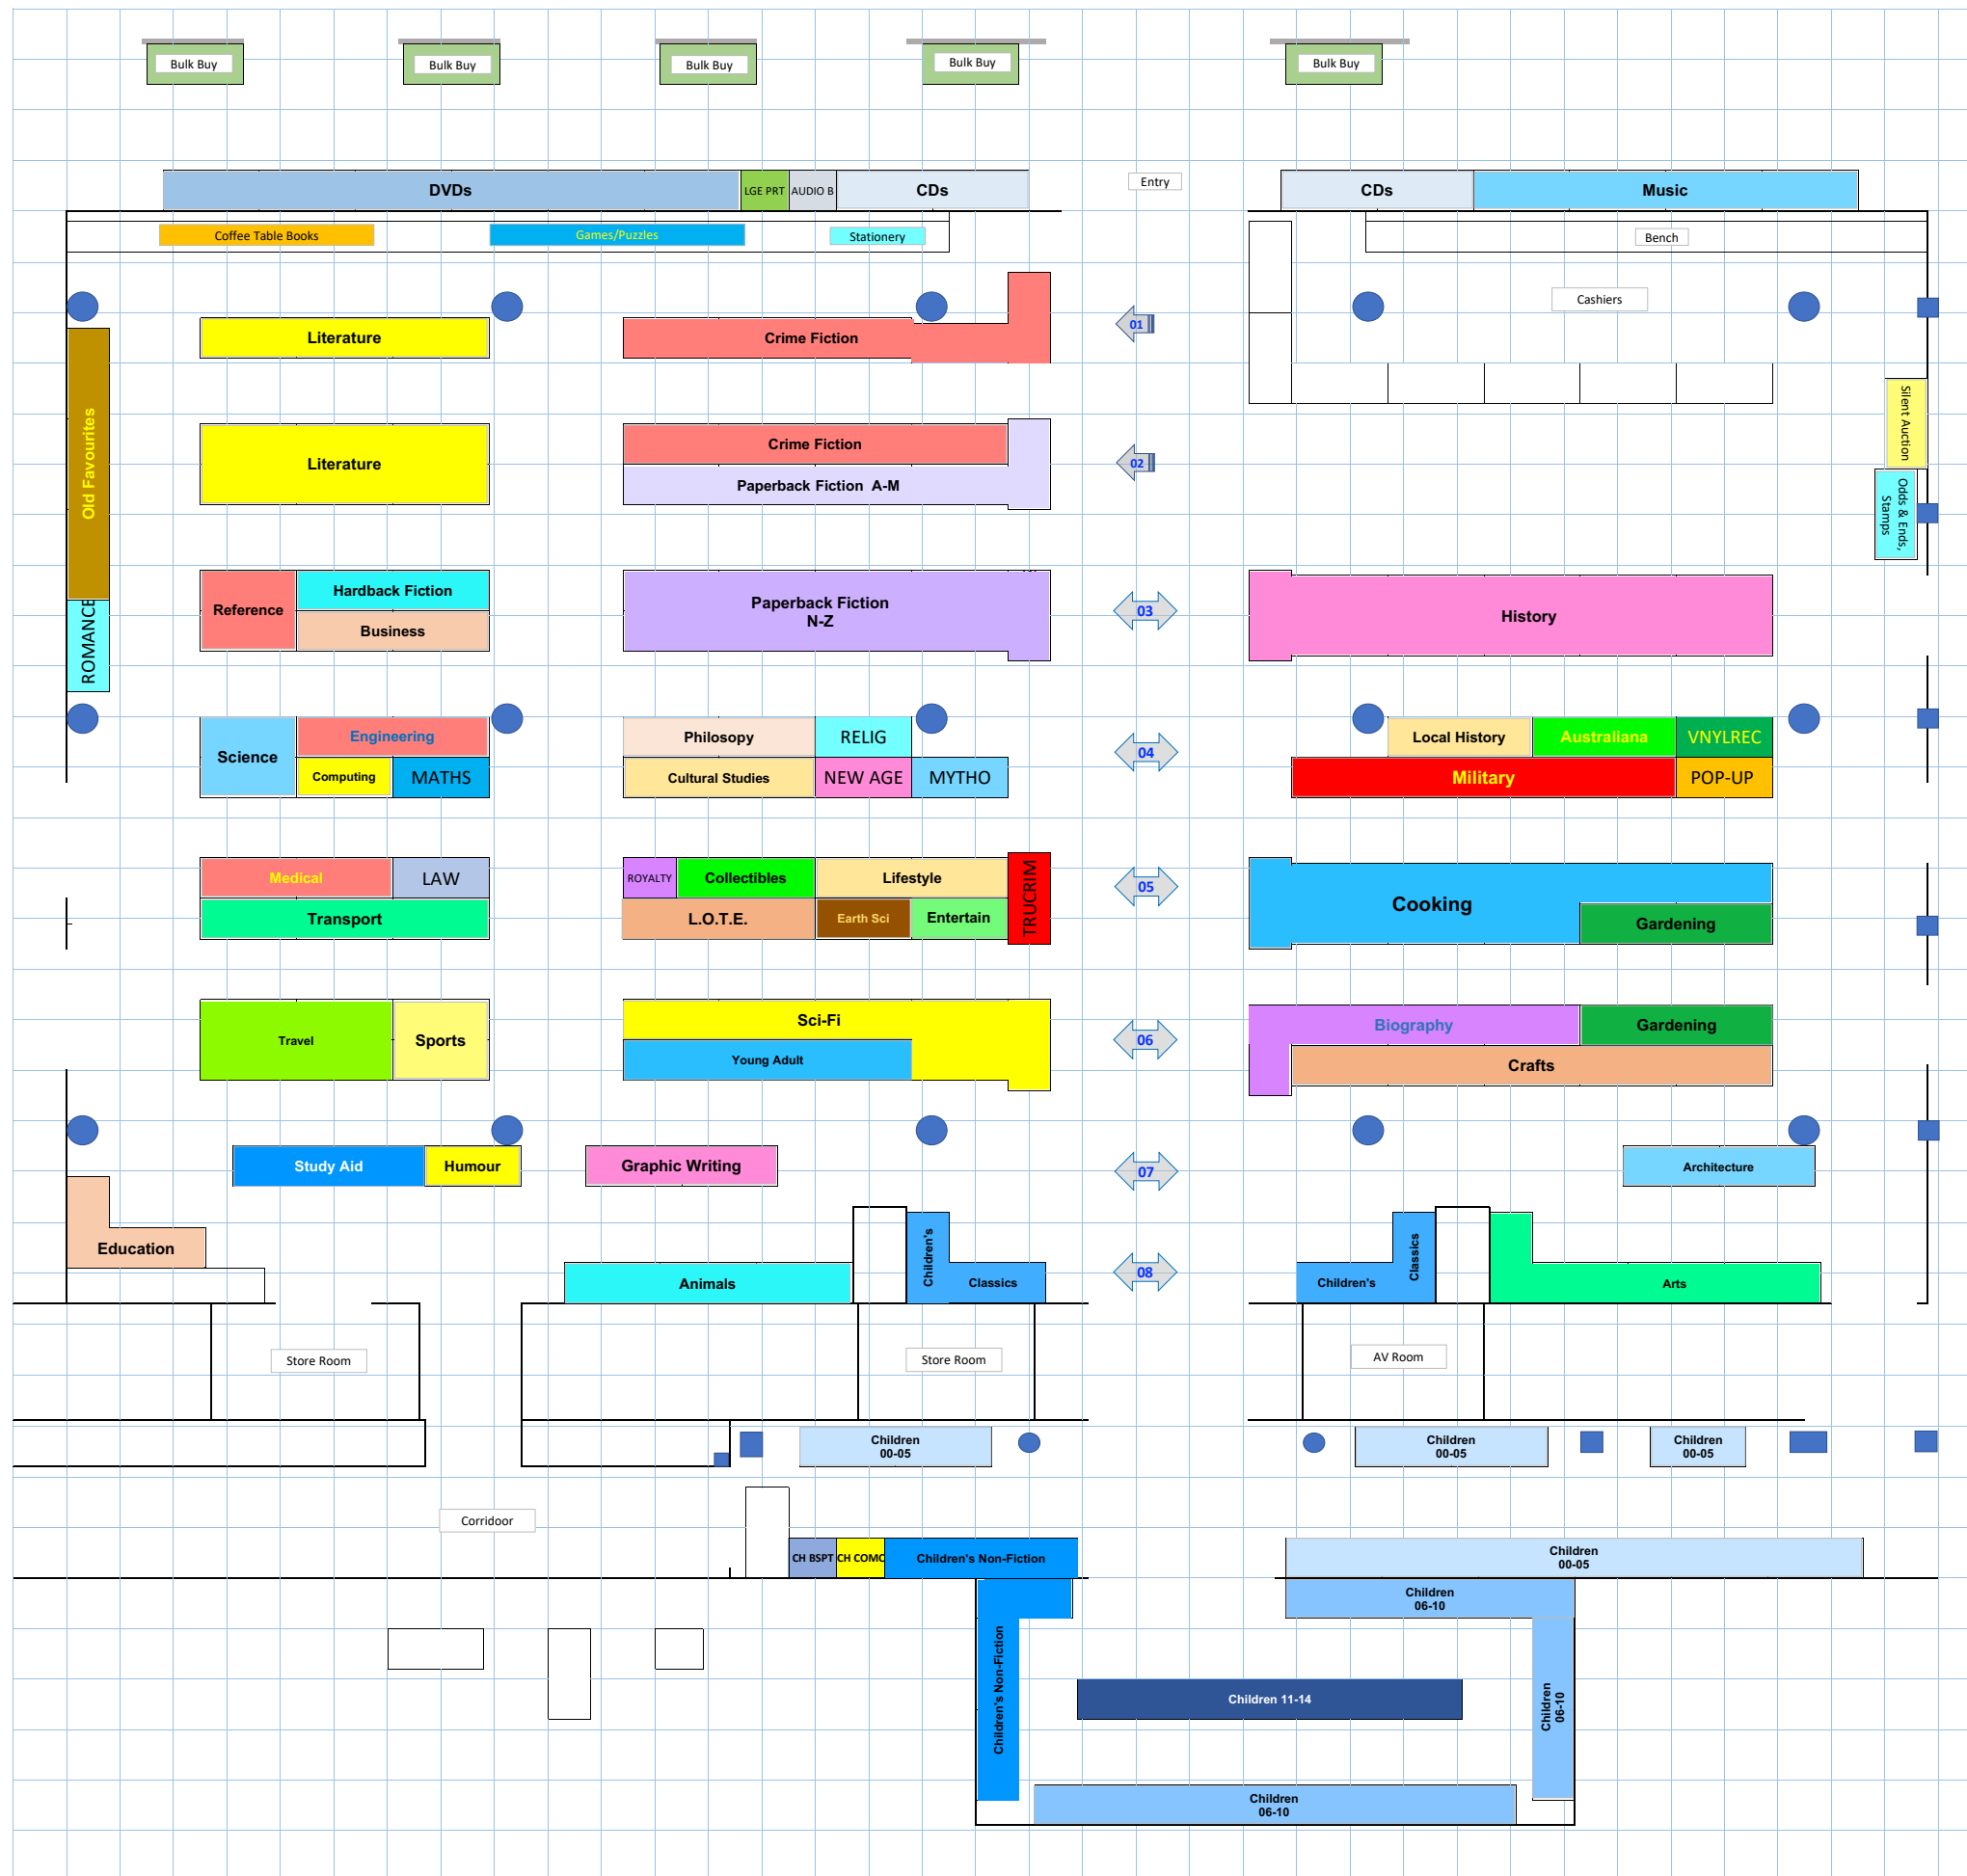 Bulk Buy
Bulk Buy
Bulk Buy
Bulk Buy
Bulk Buy
DVDs
LGE PRT
AUDIO B
CDs
Entry
CDs
Music
Coffee Table Books
Games/Puzzles
Stationery
Bench
Cashiers
Literature
Crime Fiction
01
Silent Auction
Old Favourites
Literature
Crime Fiction
Paperback Fiction A-M
02
Odds & Ends,
Stamps
ROMANCE
Reference
Hardback Fiction
Business
Paperback Fiction
N-Z
03
History
Science
Engineering
Computing
MATHS
Philosopy
RELIG
Cultural Studies
NEW AGE
MYTHO
04
Local History
Australiana
VNYLREC
Military
POP-UP
Medical
LAW
Transport
ROYALTY
Collectibles
Lifestyle
L.O.T.E.
Earth Sci
Entertain
TRUCRIM
05
Cooking
Gardening
Travel
Sports
Sci-Fi
Young Adult
06
Biography
Gardening
Crafts
Study Aid
Humour
Graphic Writing
07
Architecture
Education
Animals
Children's
Classics
08
Children's
Classics
Arts
Store Room
Store Room
AV Room
Children
00-05
Children
00-05
Children
00-05
Corridoor
CH BSPT
CH COMC
Children's Non-Fiction
Children
00-05
Children
06-10
Children's Non-Fiction
Children 11-14
Children
06-10
Children
06-10